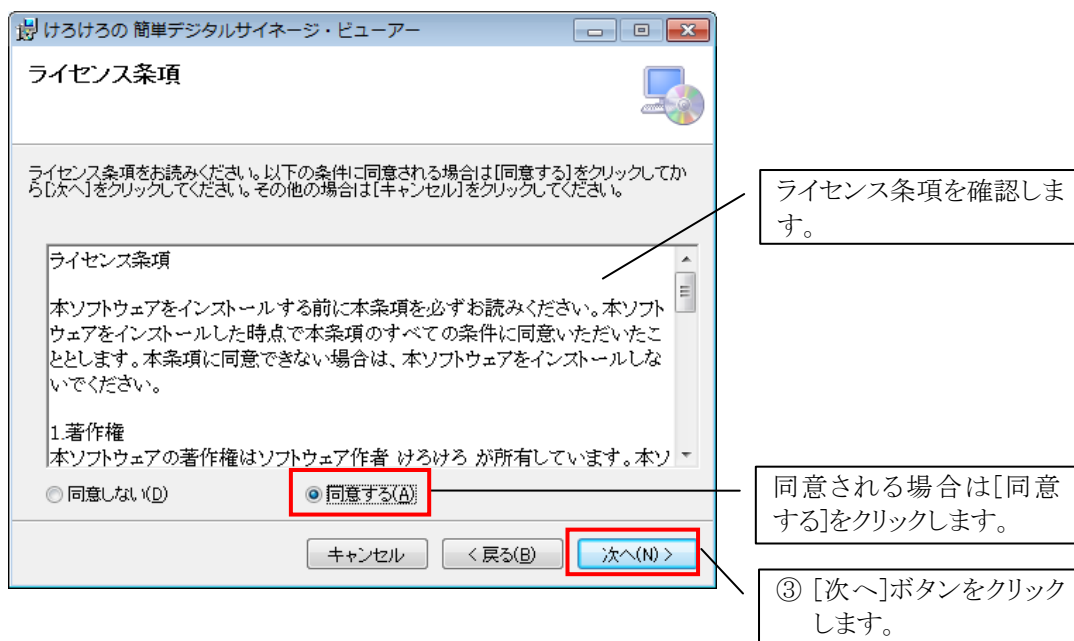 けろけろの 簡単デジタルサイネージ・ビューアー
ライセンス条項
ライセンス条項をお読みください。以下の条件に同意される場合は[同意する]をクリックしてか
ら[次へ]をクリックしてください。その他の場合は[キャンセル]をクリックしてください。
ライセンス条項
本ソフトウェアをインストールする前に本条項を必ずお読みください。本ソフト
ウェアをインストールした時点で本条項のすべての条件に同意いただいたこ
ととします。本条項に同意できない場合は、本ソフトウェアをインストールしな
いでください。
1.著作権
本ソフトウェアの著作権はソフトウェア作者 けろけろ が所有しています。本ソ
同意しない(D)
同意する(A)
キャンセル
< 戻る(B)
次へ(N) >
ライセンス条項を確認しま
す。
同意される場合は[同意
する]をクリックします。
③ [次へ]ボタンをクリック
します。